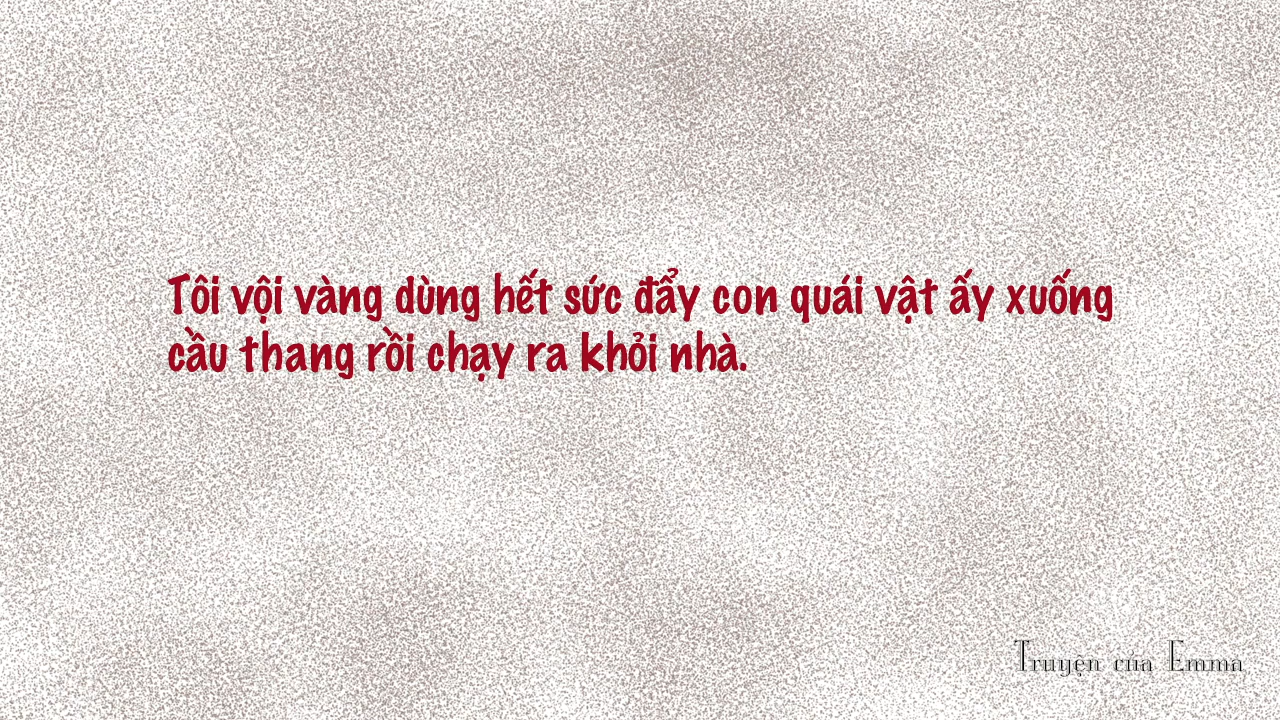 Tôi vội vàng dùng hết sức đẩy con quái vật ấy xuống
cầu thang rồi chạy ra khỏi nhà.
Truyện của Emma